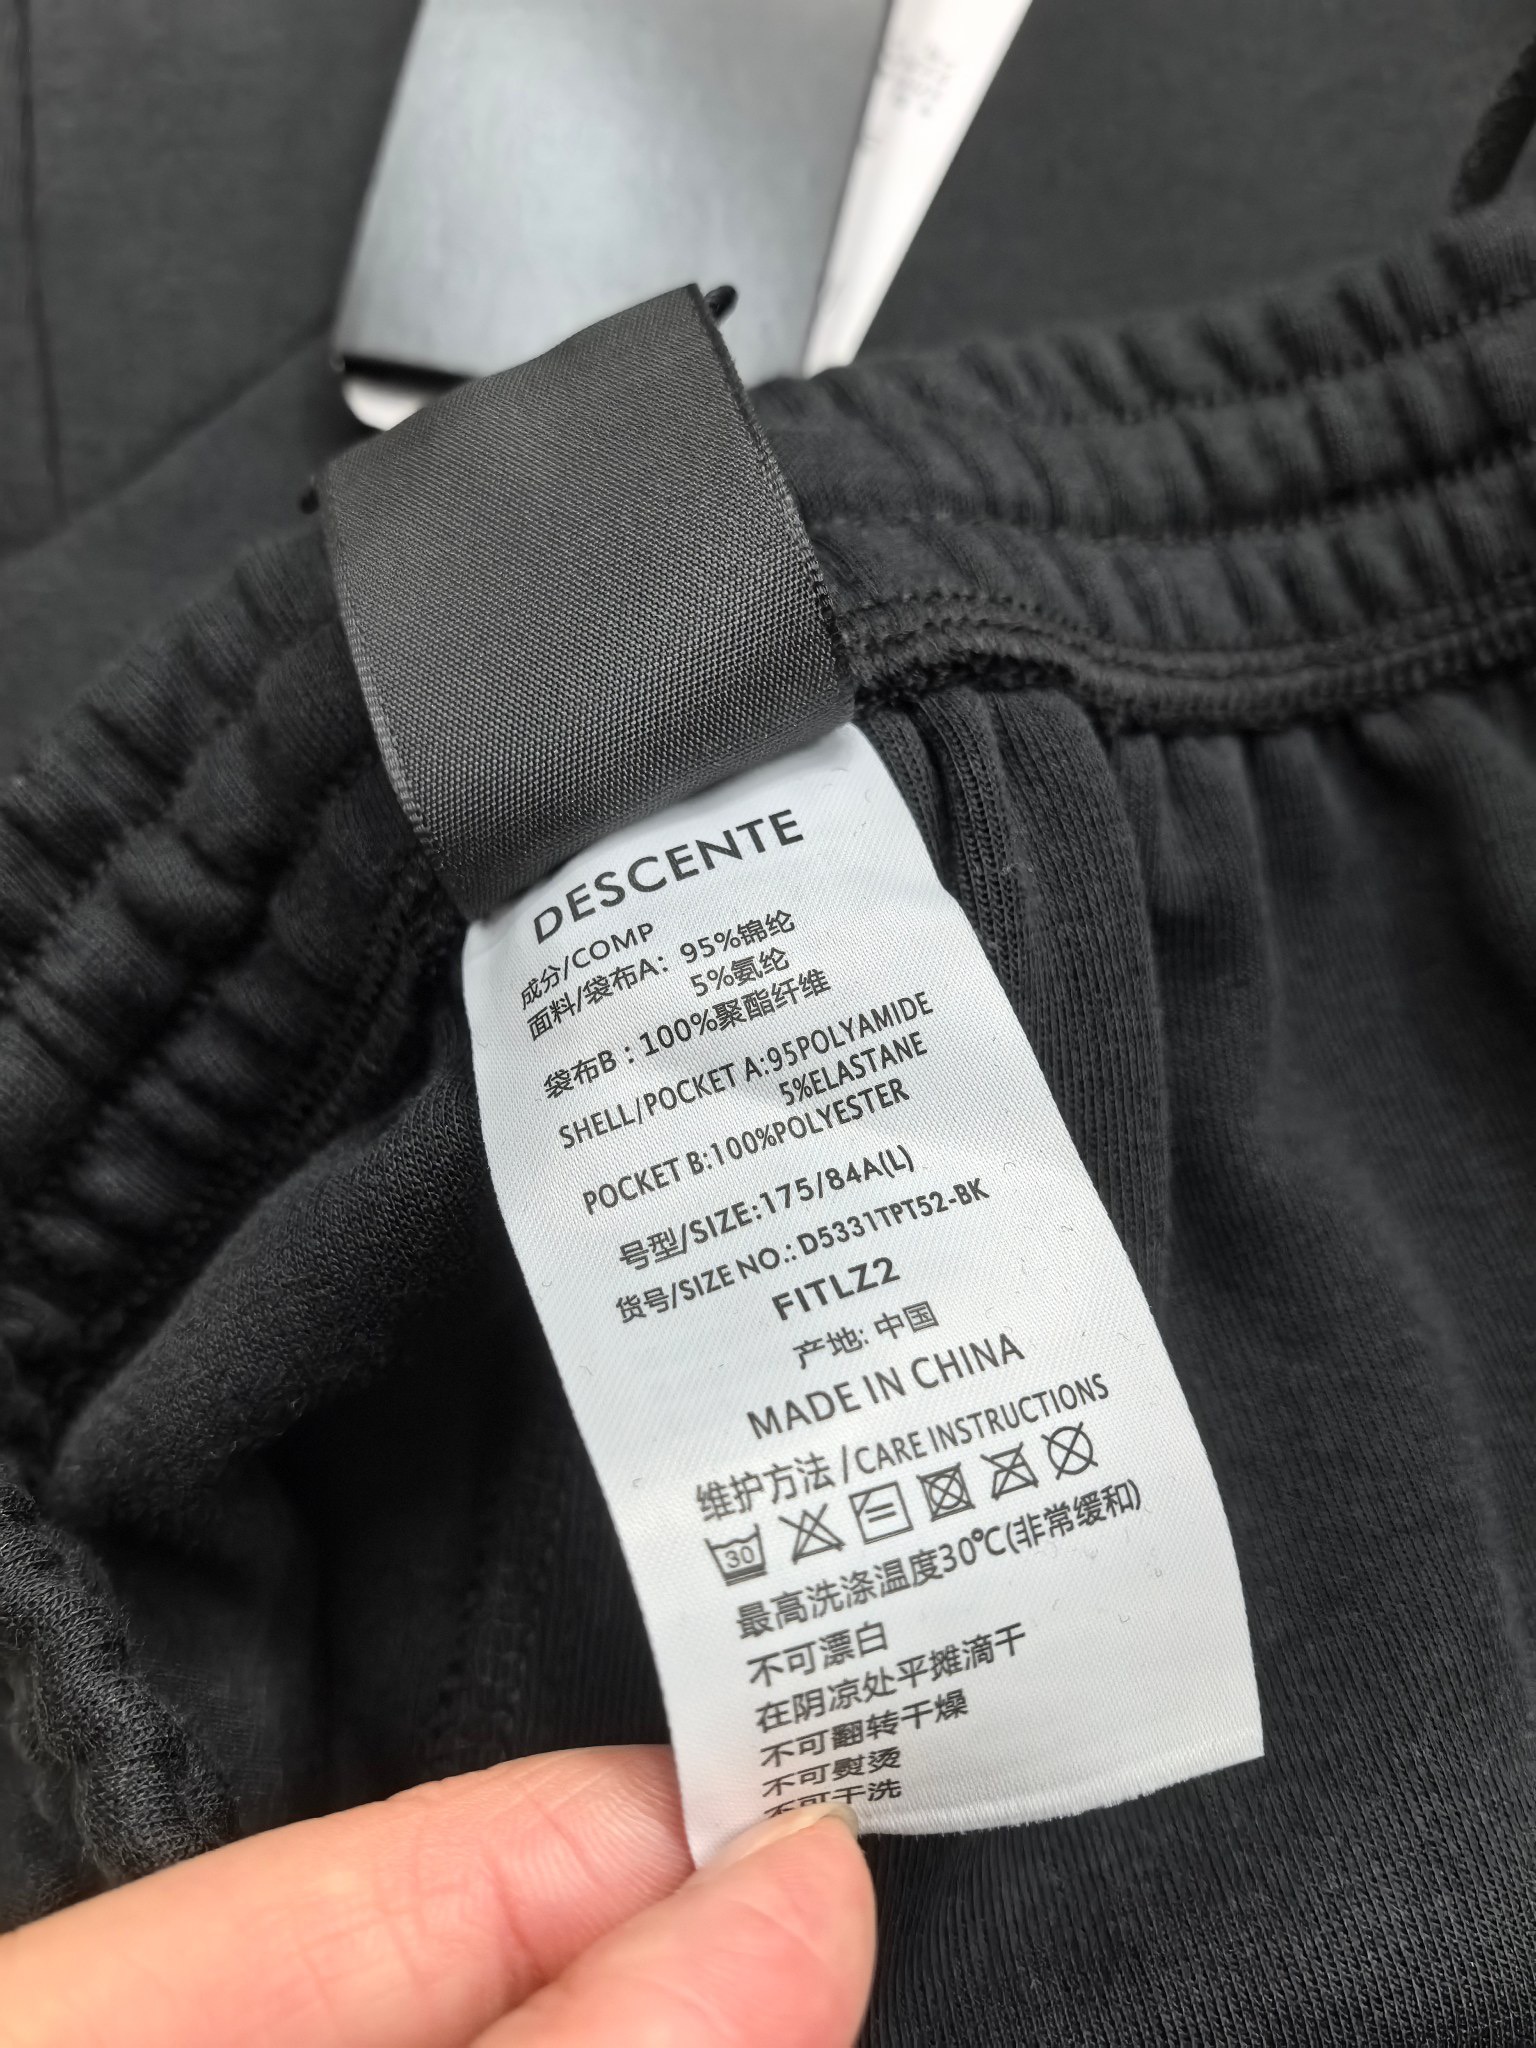 DESCENTE
成分/COMP
面料/袋布A: 95%锦纶
5%氨纶
袋布B：100%聚酯纤维
SHELL/POCKET A:95POLYAMIDE
5%ELASTANE
POCKET B:100%POLYESTER
号型/SIZE:175/84A(L)
货号/SIZE NO.: D5331TPT52-BK
FITLZ2
产地: 中国
MADE IN CHINA
维护方法/CARE INSTRUCTIONS
30
最高洗涤温度30℃(非常缓和)
不可漂白
在阴凉处平摊滴干
不可翻转干燥
不可熨烫
不可干洗